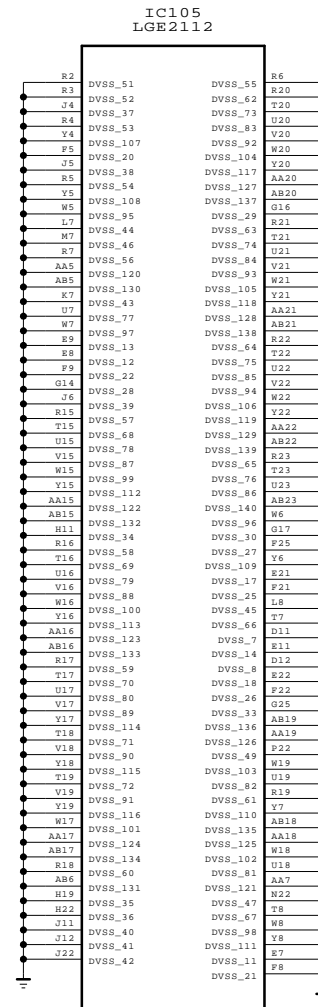 IC105
LGE2112
R2 DVSS_51 DVSS_55 R6
R3 DVSS_52 DVSS_62 R20
J4 DVSS_37 DVSS_73 T20
R4 DVSS_53 DVSS_83 U20
Y4 DVSS_107 DVSS_92 V20
F5 DVSS_20 DVSS_104 W20
J5 DVSS_38 DVSS_117 Y20
R5 DVSS_54 DVSS_127 AA20
Y5 DVSS_108 DVSS_137 AB20
W5 DVSS_95 DVSS_29 G16
L7 DVSS_44 DVSS_63 R21
M7 DVSS_46 DVSS_74 T21
R7 DVSS_56 DVSS_84 U21
AA5 DVSS_120 DVSS_93 V21
AB5 DVSS_130 DVSS_105 W21
K7 DVSS_43 DVSS_118 Y21
U7 DVSS_77 DVSS_128 AA21
W7 DVSS_97 DVSS_138 AB21
E9 DVSS_13 DVSS_64 R22
E8 DVSS_12 DVSS_75 T22
F9 DVSS_22 DVSS_85 U22
G14 DVSS_28 DVSS_94 V22
J6 DVSS_39 DVSS_106 W22
R15 DVSS_57 DVSS_119 Y22
T15 DVSS_68 DVSS_129 AA22
U15 DVSS_78 DVSS_139 AB22
V15 DVSS_87 DVSS_65 R23
W15 DVSS_99 DVSS_76 T23
Y15 DVSS_112 DVSS_86 U23
AA15 DVSS_122 DVSS_140 AB23
AB15 DVSS_132 DVSS_96 W6
H11 DVSS_34 DVSS_30 G17
R16 DVSS_58 DVSS_27 F25
T16 DVSS_69 DVSS_109 Y6
U16 DVSS_79 DVSS_17 E21
V16 DVSS_88 DVSS_25 F21
W16 DVSS_100 DVSS_45 L8
Y16 DVSS_113 DVSS_66 T7
AA16 DVSS_123 DVSS_7 D11
AB16 DVSS_133 DVSS_14 E11
R17 DVSS_59 DVSS_8 D12
T17 DVSS_70 DVSS_18 E22
U17 DVSS_80 DVSS_26 F22
V17 DVSS_89 DVSS_33 G25
Y17 DVSS_114 DVSS_136 AB19
T18 DVSS_71 DVSS_126 AA19
V18 DVSS_90 DVSS_49 P22
Y18 DVSS_115 DVSS_103 W19
T19 DVSS_72 DVSS_82 U19
V19 DVSS_91 DVSS_61 R19
Y19 DVSS_116 DVSS_110 Y7
W17 DVSS_101 DVSS_135 AB18
AA17 DVSS_124 DVSS_125 AA18
AB17 DVSS_134 DVSS_102 W18
R18 DVSS_60 DVSS_81 U18
AB6 DVSS_131 DVSS_121 AA7
H19 DVSS_35 DVSS_47 N22
H22 DVSS_36 DVSS_67 T8
J11 DVSS_40 DVSS_98 W8
J12 DVSS_41 DVSS_111 Y8
J22 DVSS_42 DVSS_11 E7
DVSS_21 F8